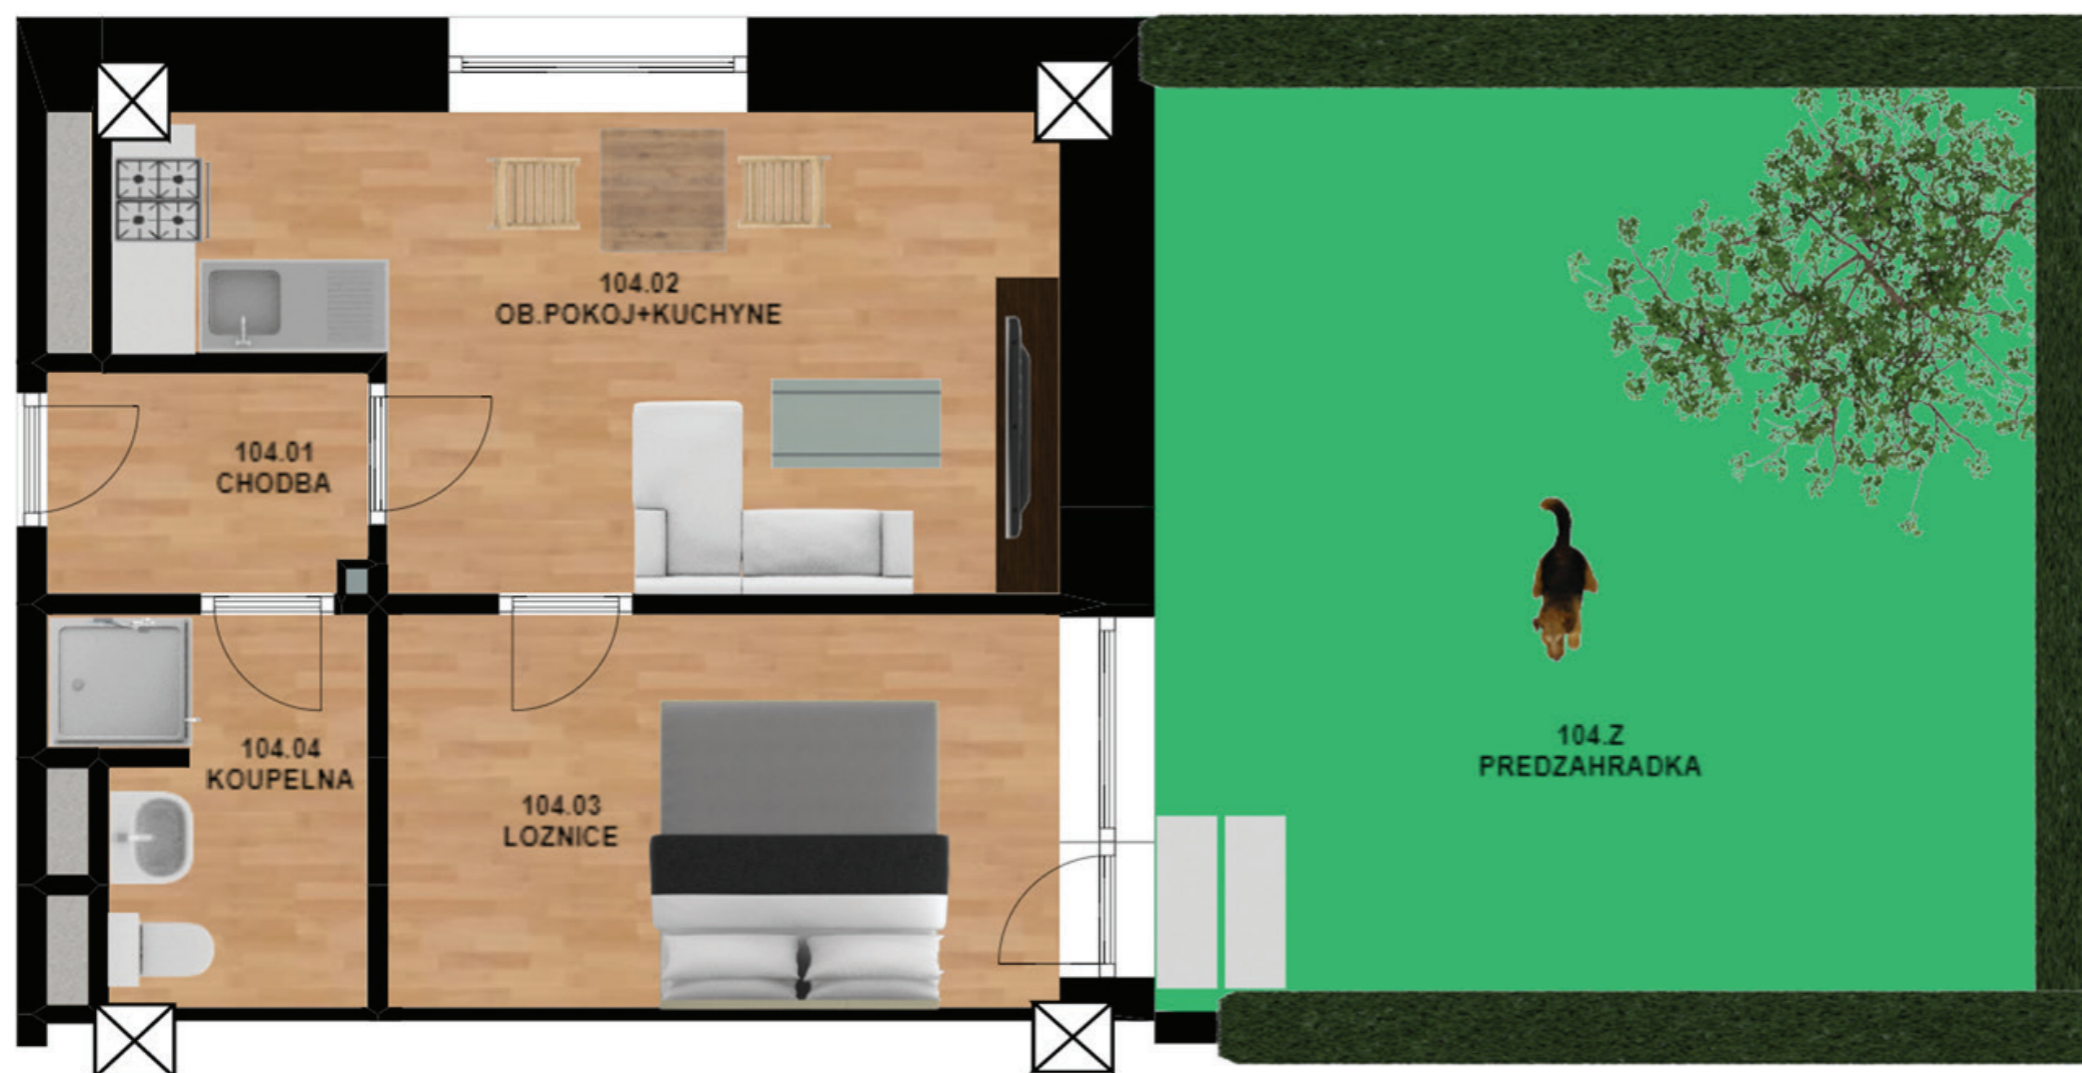 104.02
OB.POKOJ+KUCHYNE
104.01
CHODBA
104.04
KOUPELNA
104.03
LOZNICE
104.Z
PREDZAHRADKA